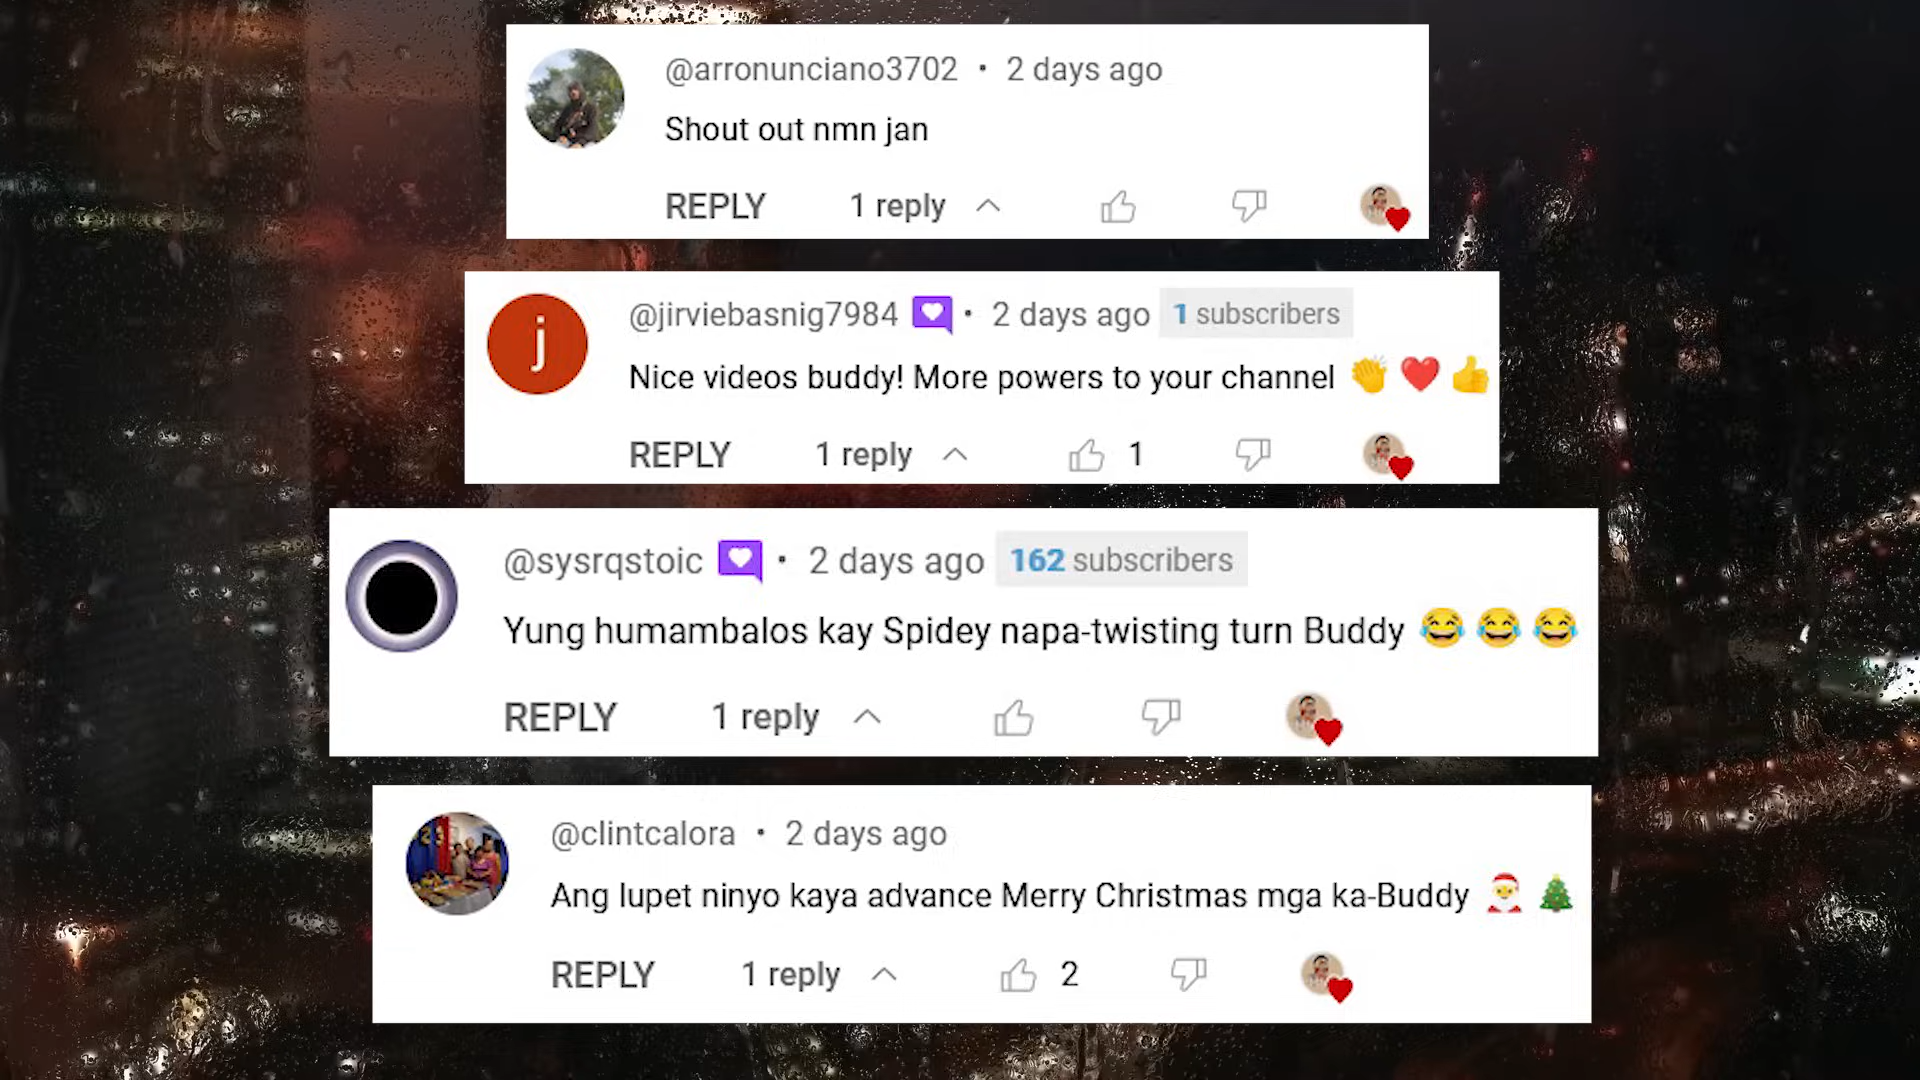 @arronunciano3702 • 2 days ago
Shout out nmn jan
REPLY 1 reply
j
@jirviebasnig7984 • 2 days ago 1 subscribers
Nice videos buddy! More powers to your channel 👏 ❤️ 👍
REPLY 1 reply 1
@sysrqstoic • 2 days ago 162 subscribers
Yung humambalos kay Spidey napa-twisting turn Buddy 😂 😂 😂
REPLY 1 reply
@clintcalora • 2 days ago
Ang lupet ninyo kaya advance Merry Christmas mga ka-Buddy 🎅 🎄
REPLY 1 reply 2